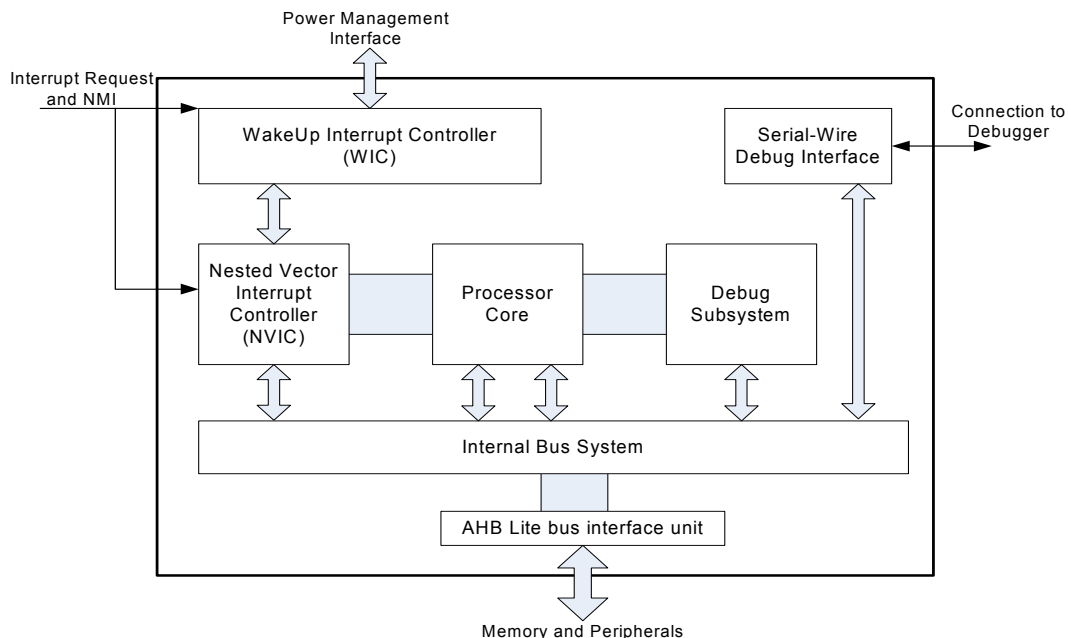 Power Management
Interface
Interrupt Request
and NMI
WakeUp Interrupt Controller
(WIC)
Serial-Wire
Debug Interface
Connection to
Debugger
Nested Vector
Interrupt
Controller
(NVIC)
Processor
Core
Debug
Subsystem
Internal Bus System
AHB Lite bus interface unit
Memory and Peripherals